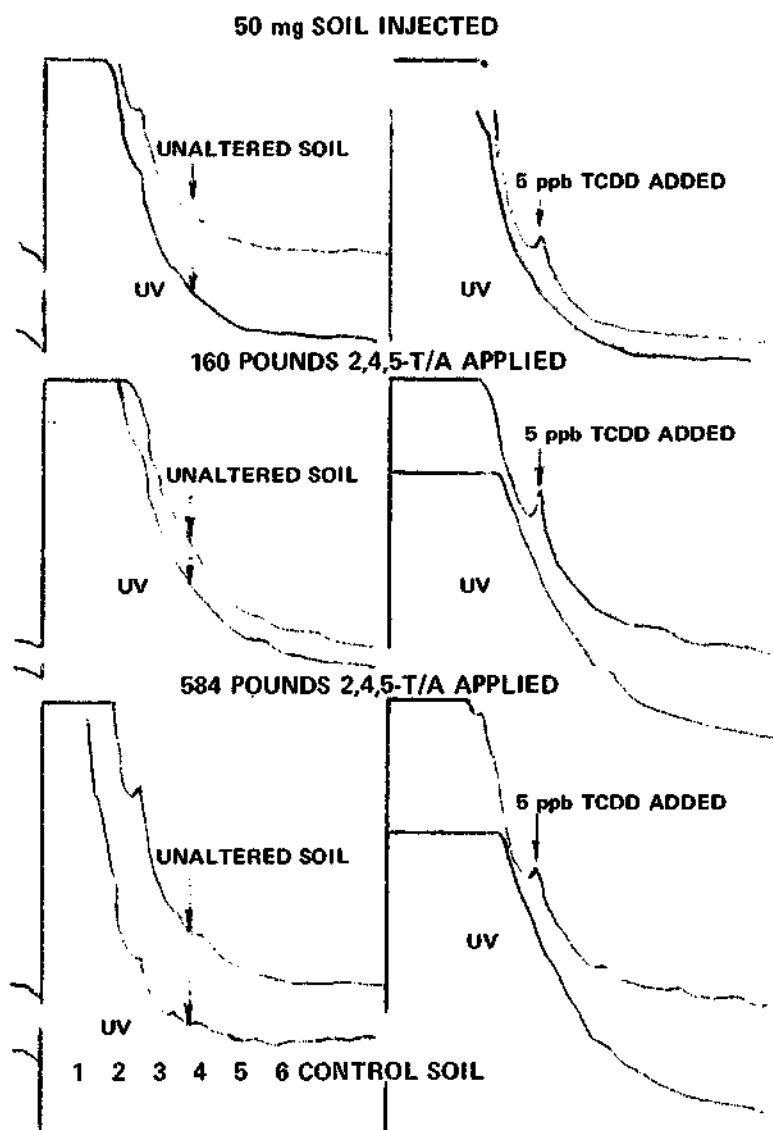 50 mg SOIL INJECTED
UNALTERED SOIL
5 ppb TCDD ADDED
UV
UV
160 POUNDS 2,4,5-T/A APPLIED
5 ppb TCDD ADDED
UNALTERED SOIL
UV
UV
584 POUNDS 2,4,5-T/A APPLIED
5 ppb TCDD ADDED
UNALTERED SOIL
UV
UV
1 2 3 4 5 6 CONTROL SOIL